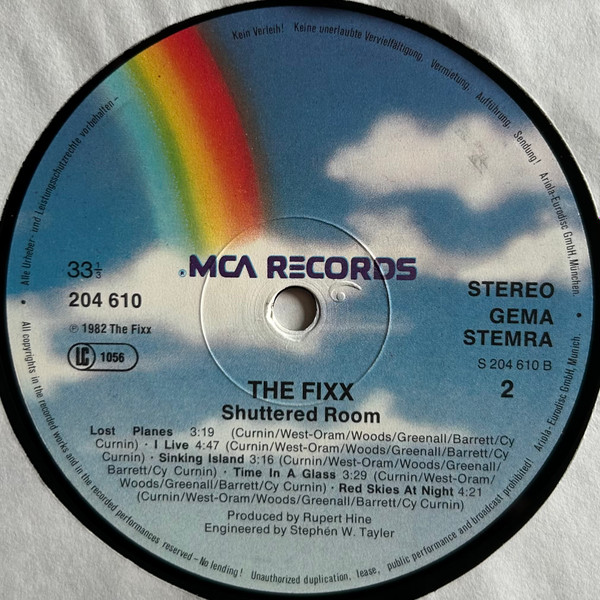 Kein Verleih! Keine unerlaubte Vervielfältigung, Vermietung, Aufführung, Sendung! Ariola-Eurodisc GmbH, München.
• Alle Urheber- und Leistungsschutzrechte vorbehalten –
33⅓
204 610
℗ 1982 The Fixx
LC 1056
MCA RECORDS
STEREO
GEMA
STEMRA
S 204 610 B
2
THE FIXX
Shuttered Room
Lost Planes 3:19 (Curnin/West-Oram/Woods/Greenall/Barrett/Cy
Curnin) · I Live 4:47 (Curnin/West-Oram/Woods/Greenall/Barrett/Cy
Curnin) · Sinking Island 3:16 (Curnin/West-Oram/Woods/Greenall/
Barrett/Cy Curnin) · Time In A Glass 3:29 (Curnin/West-Oram/
Woods/Greenall/Barrett/Cy Curnin) · Red Skies At Night 4:21
(Curnin/West-Oram/Woods/Greenall/Barrett/Cy Curnin)
Produced by Rupert Hine
Engineered by Stephen W. Tayler
All copyrights in the recorded works and in the recorded performances reserved – No lending! Unauthorized duplication, lease, public performance and broadcast prohibited! Ariola-Eurodisc GmbH, Munich. •